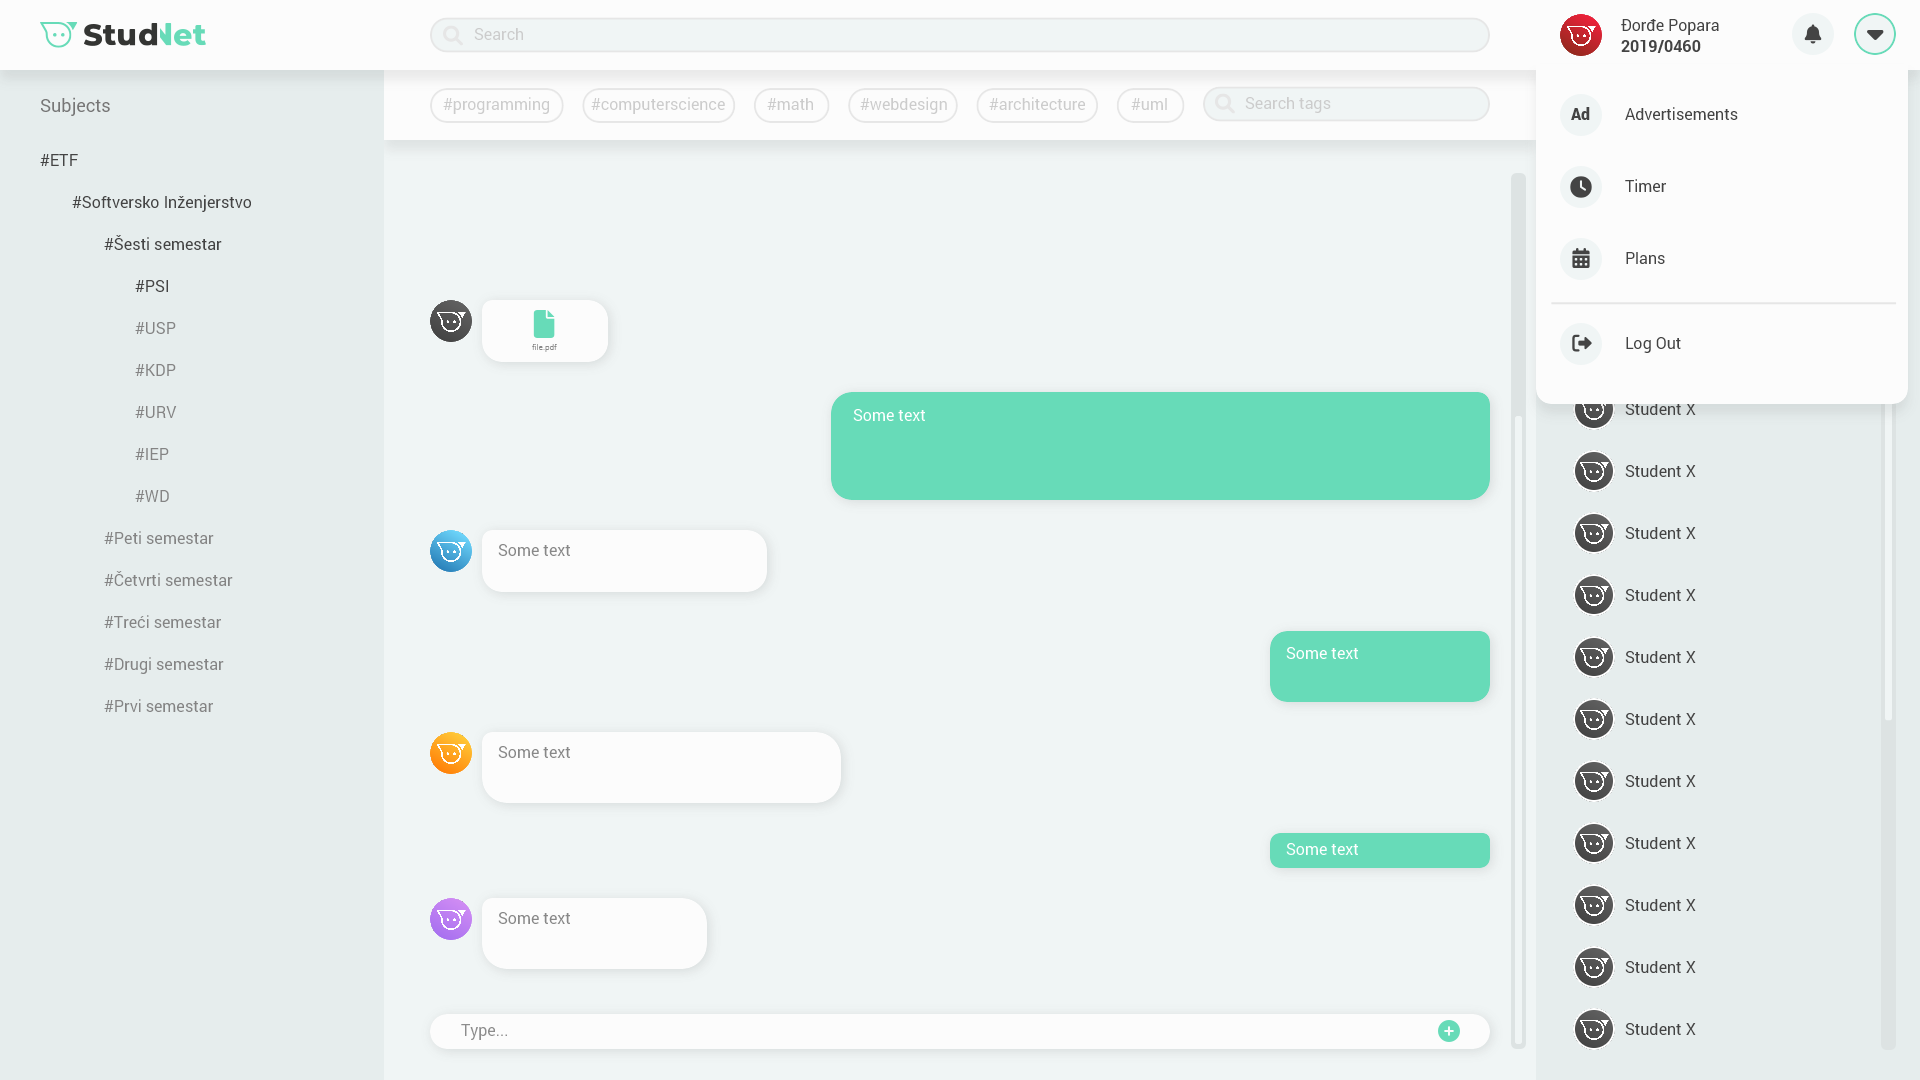 StudNet
Search
Đorđe Popara
2019/0460
Subjects
#ETF
#Softversko Inženjerstvo
#Šesti semestar
#PSI
#USP
#KDP
#URV
#IEP
#WD
#Peti semestar
#Četvrti semestar
#Treći semestar
#Drugi semestar
#Prvi semestar
#programming
#computerscience
#math
#webdesign
#architecture
#uml
Search tags
file.pdf
Some text
Some text
Some text
Some text
Some text
Some text
Type...
Ad
Advertisements
Timer
Plans
Log Out
Student X
Student X
Student X
Student X
Student X
Student X
Student X
Student X
Student X
Student X
Student X